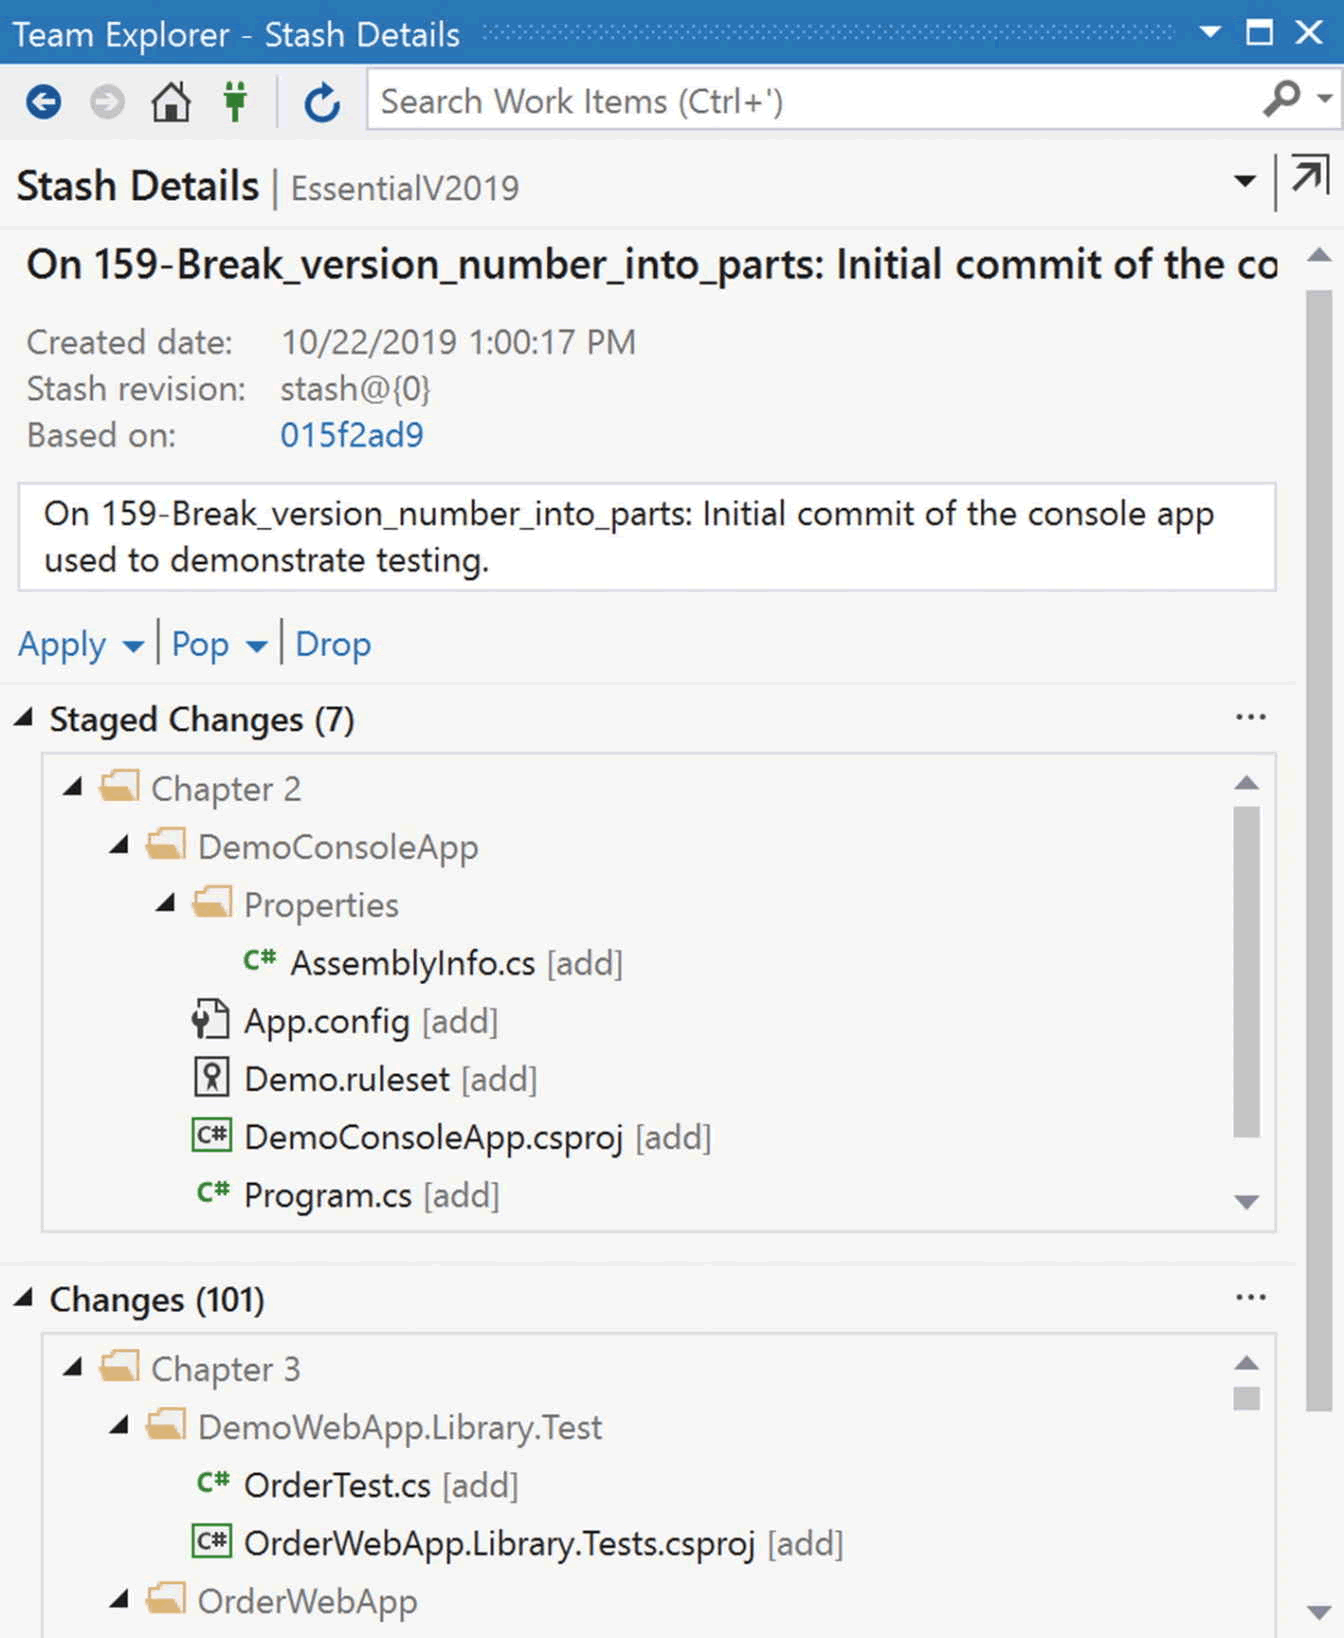 Team Explorer - Stash Details
Search Work Items (Ctrl+')
Stash Details | EssentialV2019
On 159-Break_version_number_into_parts: Initial commit of the co
Created date: 10/22/2019 1:00:17 PM
Stash revision: stash@{0}
Based on: 015f2ad9
On 159-Break_version_number_into_parts: Initial commit of the console app
used to demonstrate testing.
Apply | Pop | Drop
Staged Changes (7) ...
Chapter 2
DemoConsoleApp
Properties
C# AssemblyInfo.cs [add]
App.config [add]
Demo.ruleset [add]
C# DemoConsoleApp.csproj [add]
C# Program.cs [add]
Changes (101) ...
Chapter 3
DemoWebApp.Library.Test
C# OrderTest.cs [add]
C# OrderWebApp.Library.Tests.csproj [add]
OrderWebApp